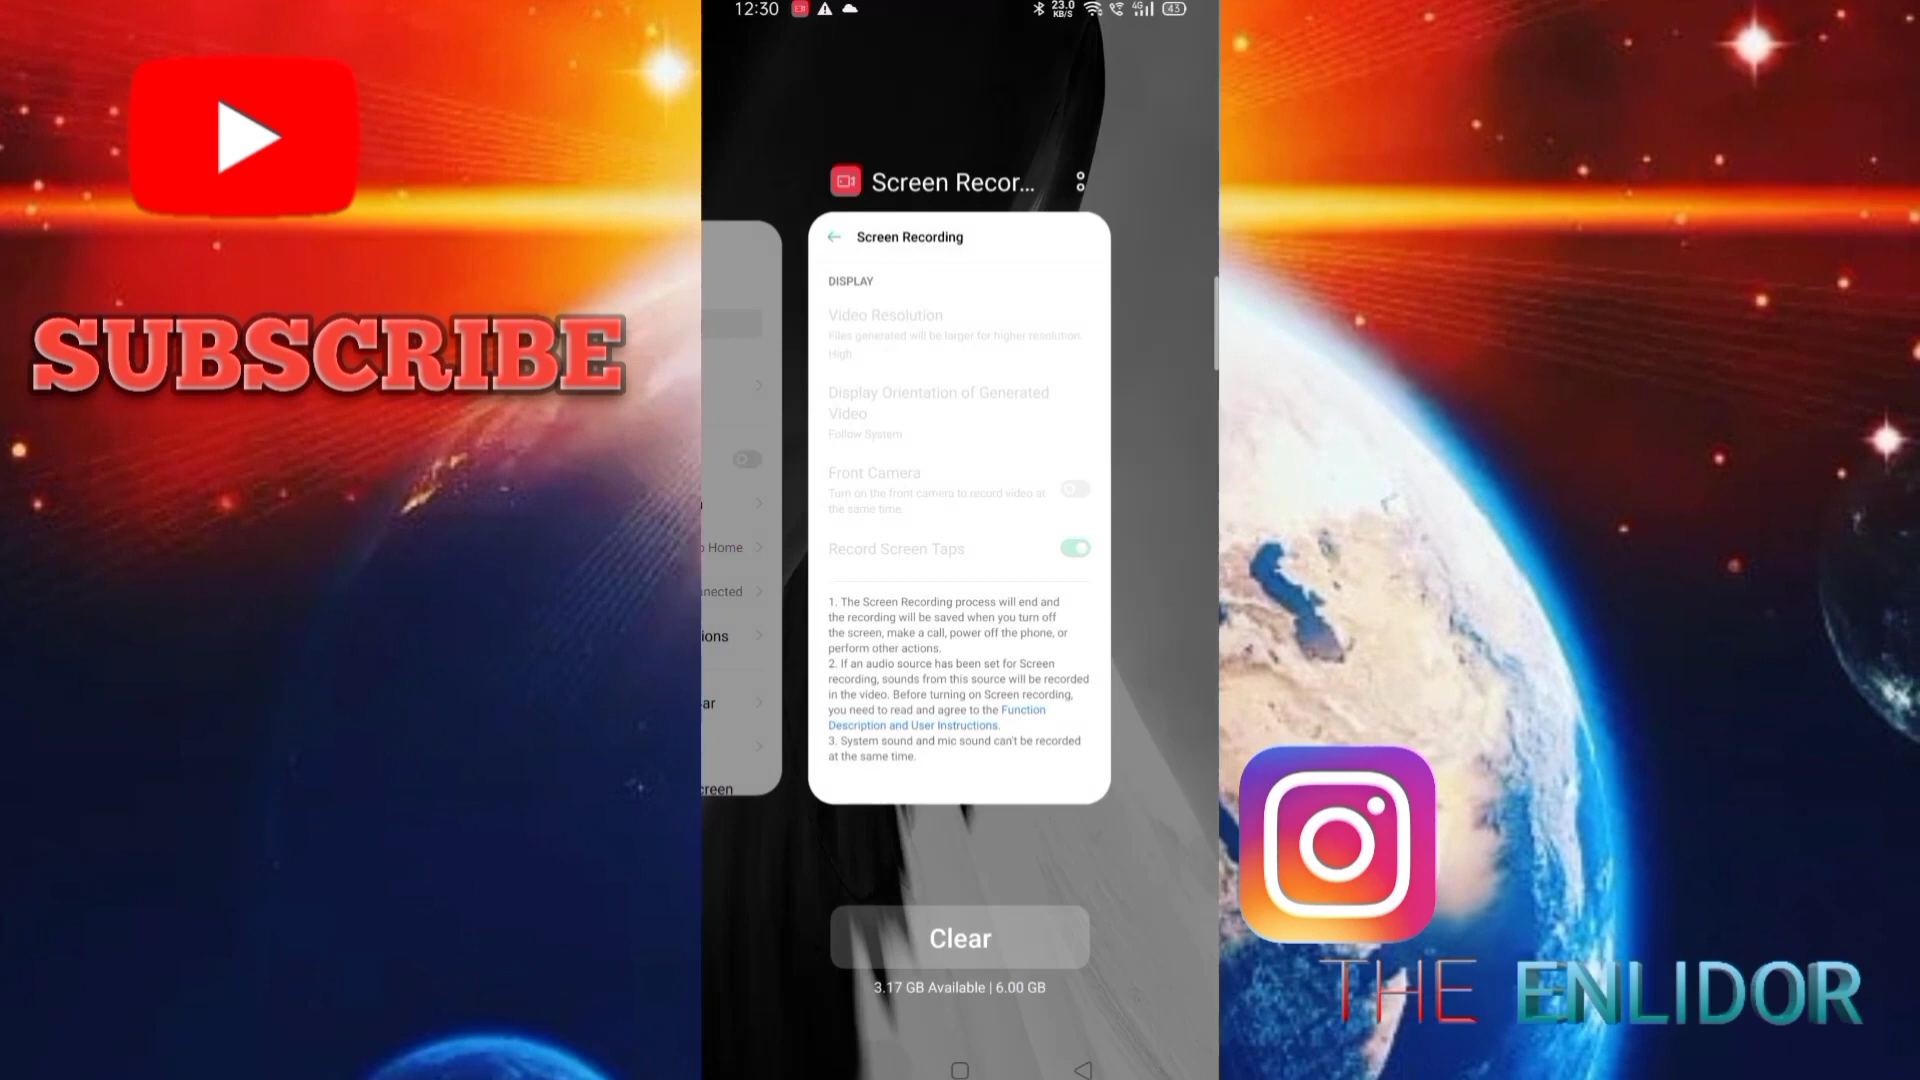 12:30
23.0
KB/S
4G
43
Screen Recor...
SUBSCRIBE
Screen Recording
DISPLAY
Video Resolution
Files generated will be larger for higher resolution.
High
Display Orientation of Generated
Video
Follow System
Front Camera
Turn on the front camera to record video at
the same time.
Record Screen Taps
Home
ions
1. The Screen Recording process will end and
the recording will be saved when you turn off
the screen, make a call, power off the phone, or
perform other actions.
2. If an audio source has been set for Screen
recording, sounds from this source will be recorded
in the video. Before turning on Screen recording,
you need to read and agree to the Function
Description and User Instructions.
3. System sound and mic sound can't be recorded
at the same time.
Clear
3.17 GB Available | 6.00 GB
THE ENLIDOR